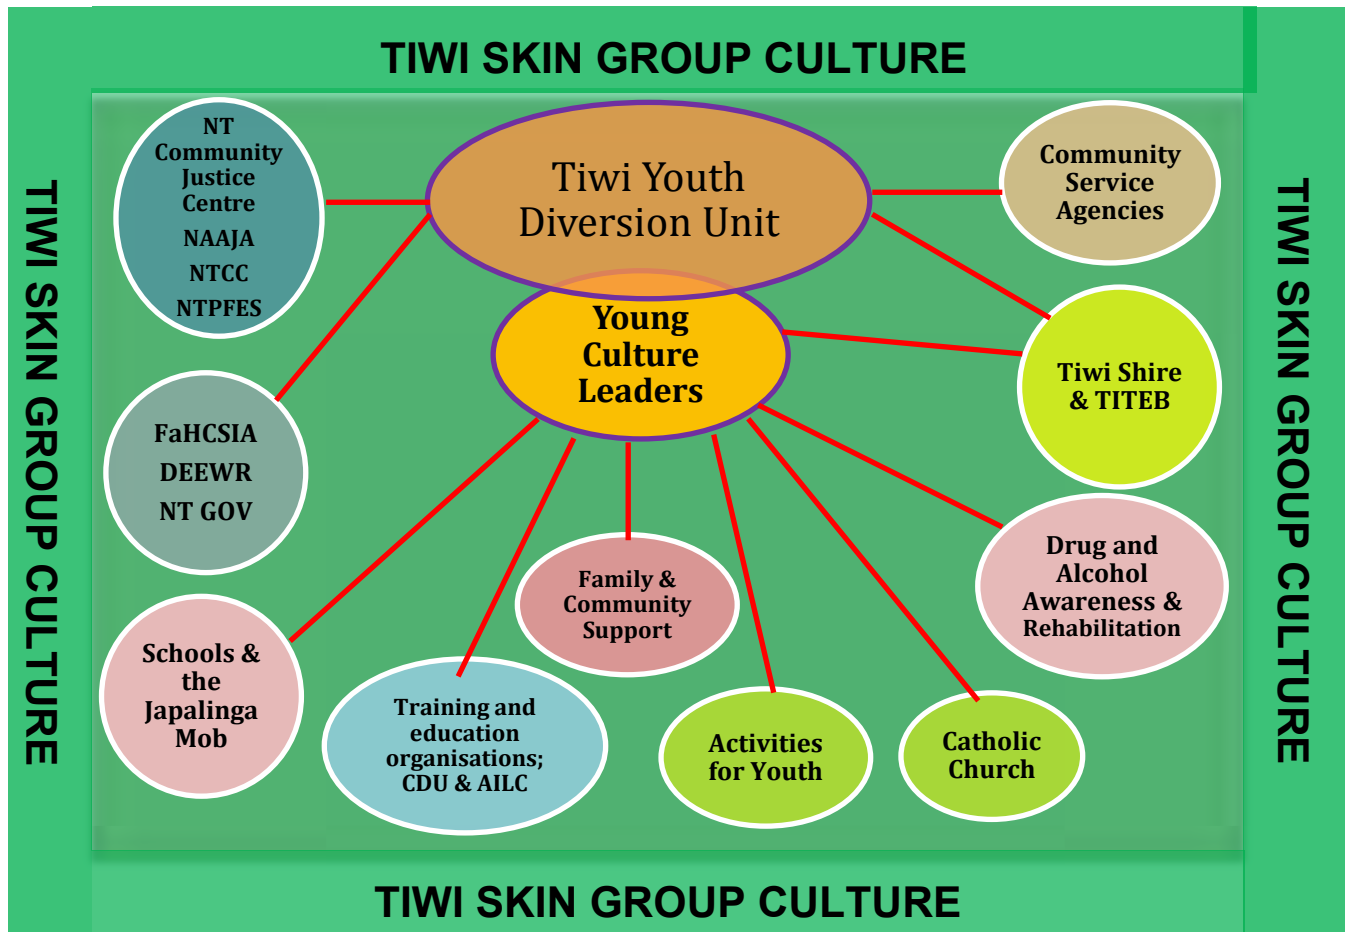 TIWI SKIN GROUP CULTURE
TIWI SKIN GROUP CULTURE
TIWI SKIN GROUP CULTURE
NT
Community
Justice
Centre
NAAJA
NTCC
NTPFES
Tiwi Youth
Diversion Unit
Community
Service
Agencies
Young
Culture
Leaders
Tiwi Shire
& TITEB
FaHCSIA
DEEWR
NT GOV
Drug and
Alcohol
Awareness &
Rehabilitation
Family &
Community
Support
Schools &
the
Japalinga
Mob
Training and
education
organisations;
CDU & AILC
Activities
for Youth
Catholic
Church
TIWI SKIN GROUP CULTURE